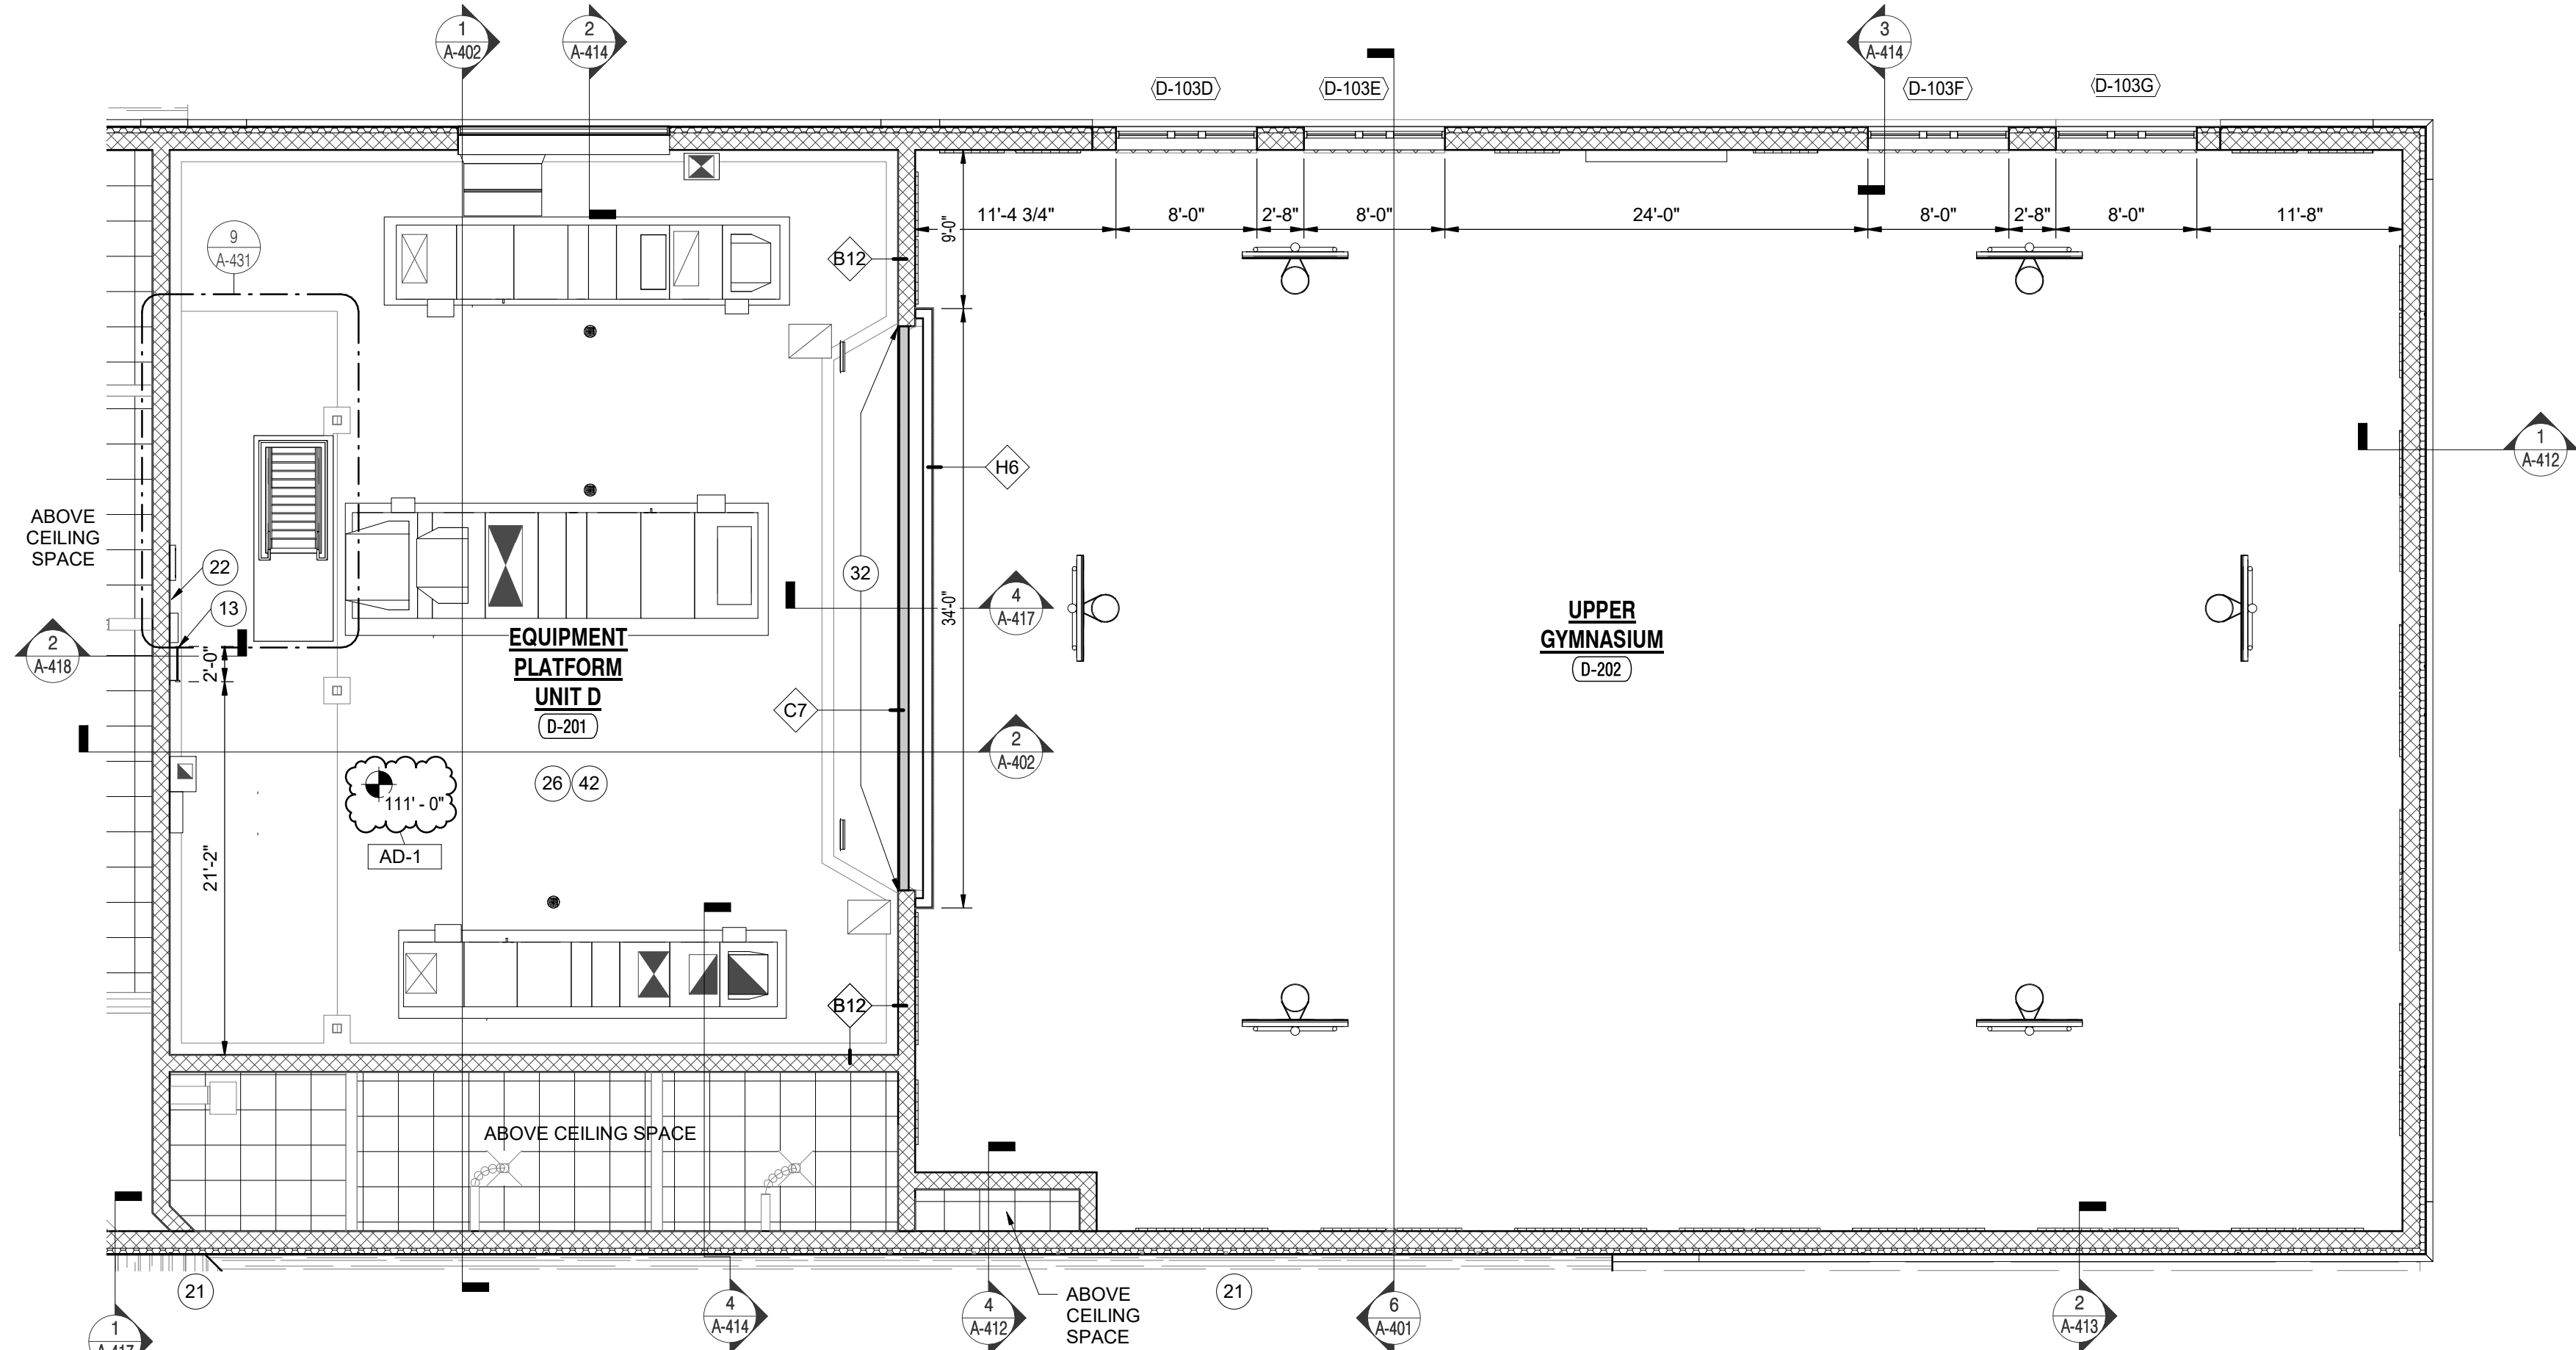 1
A-402
2
A-414
3
A-414
D-103D
D-103E
D-103F
D-103G
9
A-431
11'-4 3/4"
8'-0"
2'-8"
8'-0"
24'-0"
8'-0"
2'-8"
8'-0"
11'-8"
9'-0"
B12
H6
1
A-412
ABOVE
CEILING
SPACE
22
13
32
4
A-417
34'-0"
2
A-418
2'-0"
EQUIPMENT
PLATFORM
UNIT D
D-201
UPPER
GYMNASIUM
D-202
C7
2
A-402
26
42
111' - 0"
AD-1
21'-2"
B12
ABOVE CEILING SPACE
21
21
ABOVE
CEILING
SPACE
1
A-417
4
A-414
4
A-412
6
A-401
2
A-413